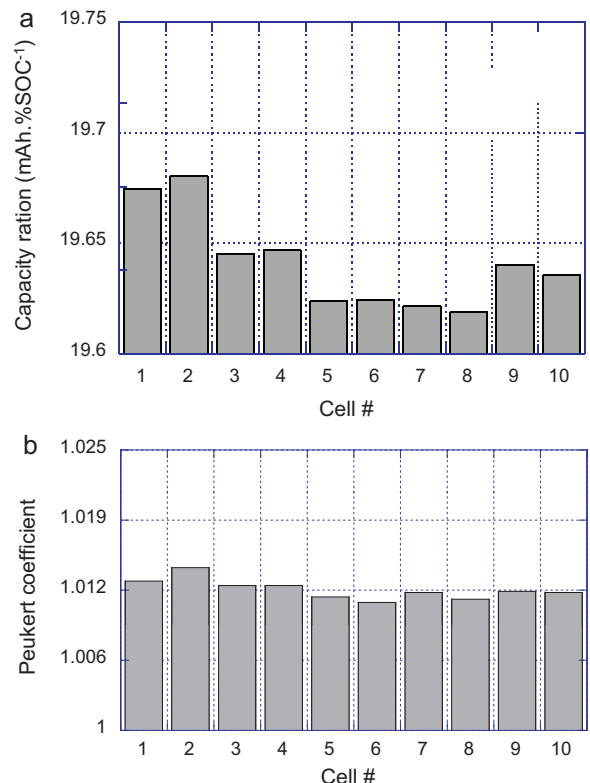 a
Capacity ration (mAh.%SOC⁻¹)
19.75
19.7
19.65
19.6
1 2 3 4 5 6 7 8 9 10
Cell #
b
Peukert coefficient
1.025
1.019
1.012
1.006
1
1 2 3 4 5 6 7 8 9 10
Cell #